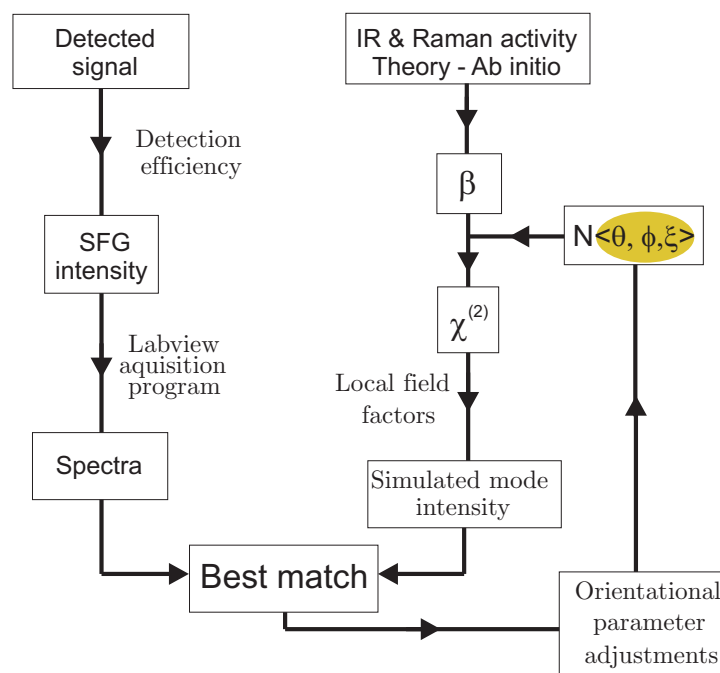 Detected
signal
IR & Raman activity
Theory - Ab initio
Detection
efficiency
β
SFG
intensity
N<θ, ϕ,ξ>
χ⁽²⁾
Labview
aquisition
program
Local field
factors
Spectra
Simulated mode
intensity
Best match
Orientational
parameter
adjustments